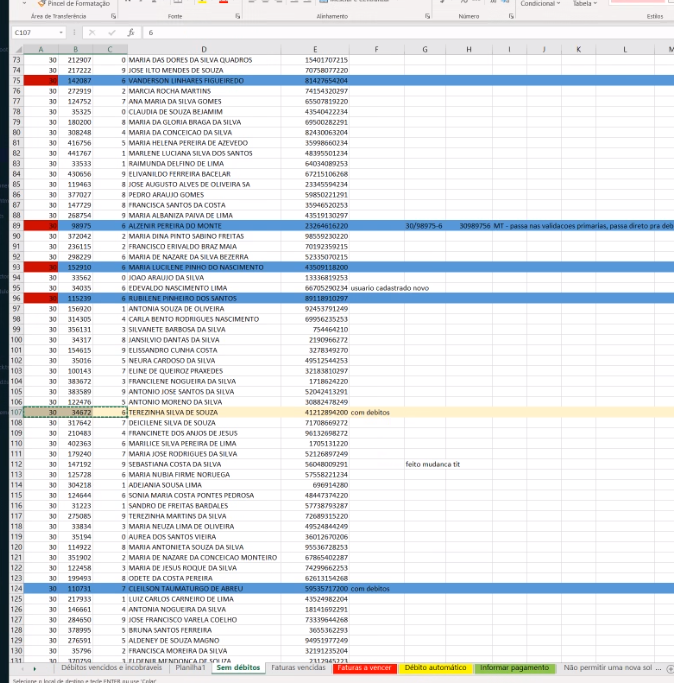 Pincel de Formatação
Condicional
Tabela
Área de Transferência
Fonte
Alinhamento
Número
Estilos
C107 6
A B C D E F G H I J K L M
73 30 212907 0 MARIA DAS DORES DA SILVA QUADROS 15401707215
74 30 217222 9 JOSE ILTO MENDES DE SOUZA 70758077220
75 142087 6 VANDERSON LINHARES FIGUEIREDO 81427654204
76 30 272919 2 MARCIA ROCHA MARTINS 74154320297
77 30 124752 7 ANA MARIA DA SILVA GOMES 65507819220
78 30 35325 0 CLAUDIA DE SOUZA BEJAMIM 43540422234
79 30 180200 8 MARIA DA GLORIA BRAGA DA SILVA 69500282291
80 30 308248 4 MARIA DA CONCEICAO DA SILVA 82430063204
81 30 416756 5 MARIA HELENA PEREIRA DE AZEVEDO 35998660234
82 30 441767 1 MARLENE LUCIANA SILVA DOS SANTOS 48395501234
83 30 33533 1 RAIMUNDA DELFINO DE LIMA 64034089253
84 30 430656 9 ELIVANILDO FERREIRA BACELAR 67215106268
85 30 119463 8 JOSE AUGUSTO ALVES DE OLIVEIRA SA 23345594234
86 30 377027 8 PEDRO ARAUJO GOMES 59850221291
87 30 147729 8 FRANCISCA SANTOS DA COSTA 35946520253
88 30 268754 9 MARIA ALBANIZA PAIVA DE LIMA 43519130297
89 30 98975 6 ALZENIR PEREIRA DO MONTE 23264616220 30/98975-6 30989756 MT - passa nas validacoes primarias, passa direto pra deb
90 30 372042 2 MARIA DINA PINTO SABINO FREITAS 98559230220
91 30 236115 2 FRANCISCO ERIVALDO BRAZ MAIA 70192359215
92 30 298229 6 MARIA DE NAZARE DA SILVA BEZERRA 52335070215
93 30 152910 6 MARIA LUCILENE PINHO DO NASCIMENTO 43509118200
94 30 33562 0 JOAO ARAUJO DA SILVA 13336819253
95 30 34035 6 EDEVALDO NASCIMENTO LIMA 66705290234 usuario cadastrado novo
96 30 115239 6 RUBILENE PINHEIRO DOS SANTOS 89118910297
97 30 156920 1 ANTONIA SOUZA DE OLIVEIRA 92453791249
98 30 314305 4 CARLA BENTO RODRIGUES NASCIMENTO 69956235253
99 30 356131 3 SILVANETE BARBOSA DA SILVA 754464210
100 30 34317 8 JANSILVIO DANTAS DA SILVA 2190966272
101 30 154615 9 ELISSANDRO CUNHA COSTA 3278349270
102 30 35016 5 NEURA CARDOSO DA SILVA 49512544253
103 30 100143 7 ELINE DE QUEIROZ PRAXEDES 32183810297
104 30 383672 3 FRANCILENE NOGUEIRA DA SILVA 1718624220
105 30 383589 9 ANTONIO JOSE SANTOS DA SILVA 52042413291
106 30 122476 5 ANTONIO MORENO DA SILVA 30882478249
107 30 34672 6 TEREZINHA SILVA DE SOUZA 41212894200 com debitos
108 30 317642 7 DEICILENE SILVA DE SOUZA 71708669272
109 30 210483 4 FRANCINETE DOS ANJOS DE JESUS 96132698272
110 30 402363 6 MARILICE SILVA PEREIRA DE LIMA 1705131220
111 30 179240 7 MARIA JOSE RODRIGUES DA SILVA 52126897249
112 30 147192 9 SEBASTIANA COSTA DA SILVA 56048009291 feito mudanca tit
113 30 125728 6 MARIA NUBIA FIRME NORUEGA 57558221234
114 30 304218 1 ADEJANIA SOUSA LIMA 696914280
115 30 124644 6 SONIA MARIA COSTA PONTES PEDROSA 48447374220
116 30 31223 1 SANDRO DE FREITAS BARDALES 57738793287
117 30 275085 9 TEREZINHA MARTINS DA SILVA 72689315220
118 30 33834 3 MARIA NEUZA LIMA DE OLIVEIRA 49524844249
119 30 35194 0 AUREA DOS SANTOS VIEIRA 36012670206
120 30 114922 8 MARIA ANTONIETA SOUZA DA SILVA 95536728253
121 30 351902 2 MARIA DE NAZARE DA CONCEICAO MONTEIRO 67865402287
122 30 122458 3 MARIA DE JESUS ROQUE DA SILVA 74299662253
123 30 199493 8 ODETE DA COSTA PEREIRA 62613154268
124 30 110731 7 CLEILSON TAUMATURGO DE ABREU 59535717200 com debitos
125 30 217933 1 LUIZ CARLOS CARNEIRO DE LIMA 43524982204
126 30 146661 4 ANTONIA NOGUEIRA DA SILVA 18141692291
127 30 284650 9 JOSE FRANCISCO VARELA COELHO 73339644268
128 30 378995 5 BRUNA SANTOS FERREIRA 3655362293
129 30 276591 5 ALDENEY DE SOUZA MAGNO 94951977249
130 30 35796 2 FRANCISCA MOREIRA DA SILVA 32191235204
131 30 320759 3 ELDENIR MENDONCA DE SOUZA 2312945223
Débitos vencidos e incobraveis Planilha1 Sem débitos Faturas vencidas Faturas a vencer Débito automático Informar pagamento Não permitir uma nova sol ...
Selecione o local de destino e tecle ENTER ou use 'Colar'